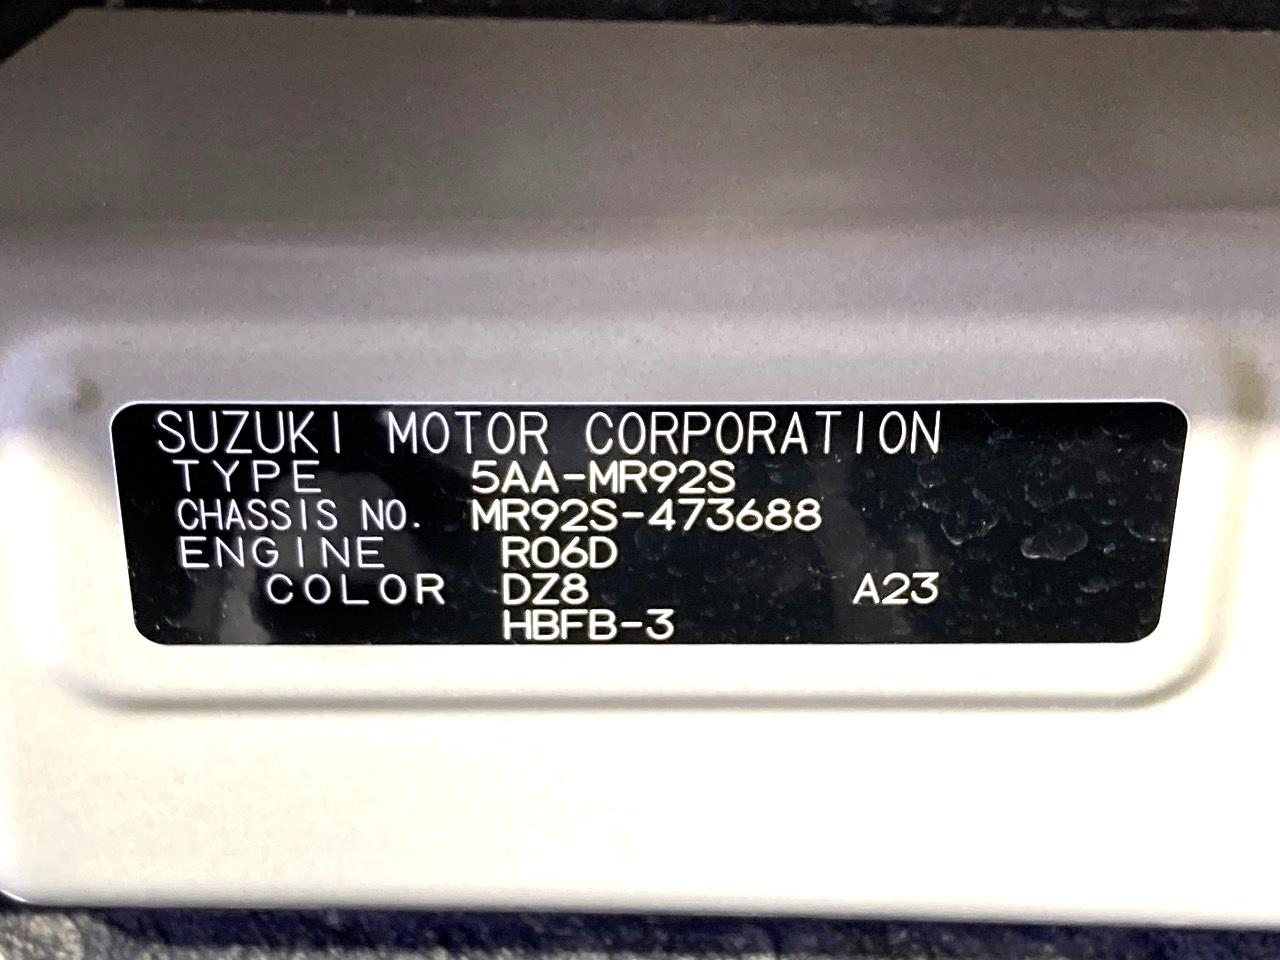 SUZUKI MOTOR CORPORATION
TYPE 5AA-MR92S
CHASSIS NO. MR92S-473688
ENGINE R06D
COLOR DZ8 A23
HBFB-3